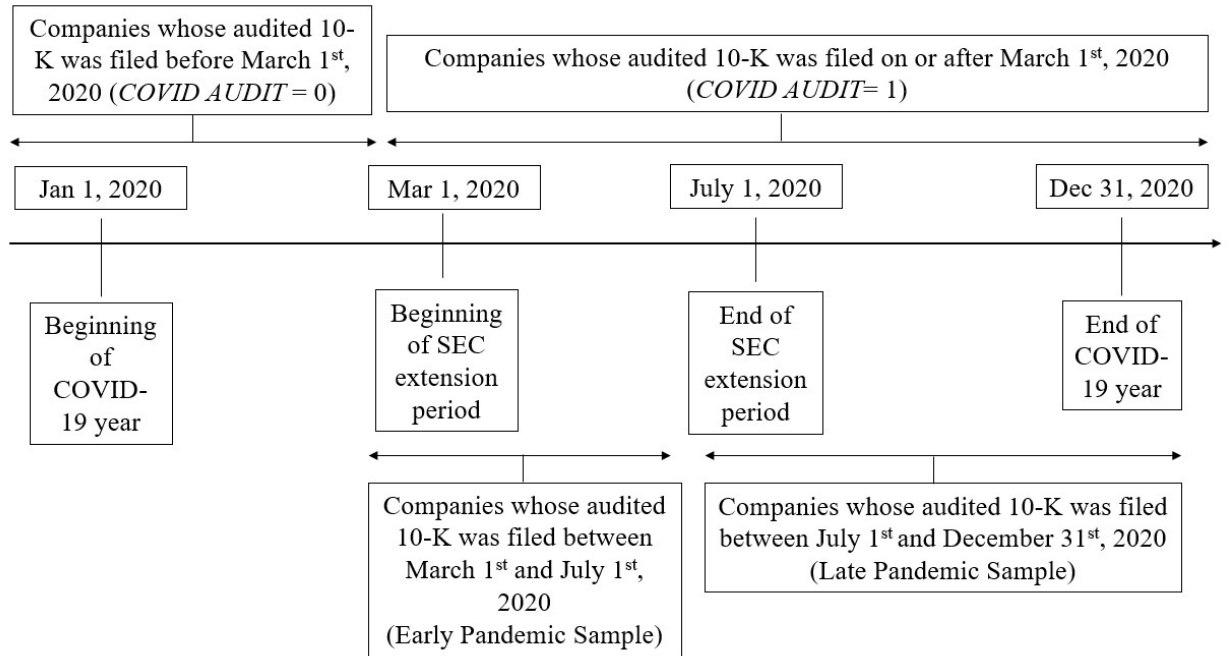 Companies whose audited 10-
K was filed before March 1st,
2020 (COVID AUDIT = 0)
Companies whose audited 10-K was filed on or after March 1st, 2020
(COVID AUDIT= 1)
Jan 1, 2020
Mar 1, 2020
July 1, 2020
Dec 31, 2020
Beginning
of
COVID-
19 year
Beginning
of SEC
extension
period
End of
SEC
extension
period
End of
COVID-
19 year
Companies whose audited
10-K was filed between
March 1st and July 1st,
2020
(Early Pandemic Sample)
Companies whose audited 10-K was filed
between July 1st and December 31st, 2020
(Late Pandemic Sample)